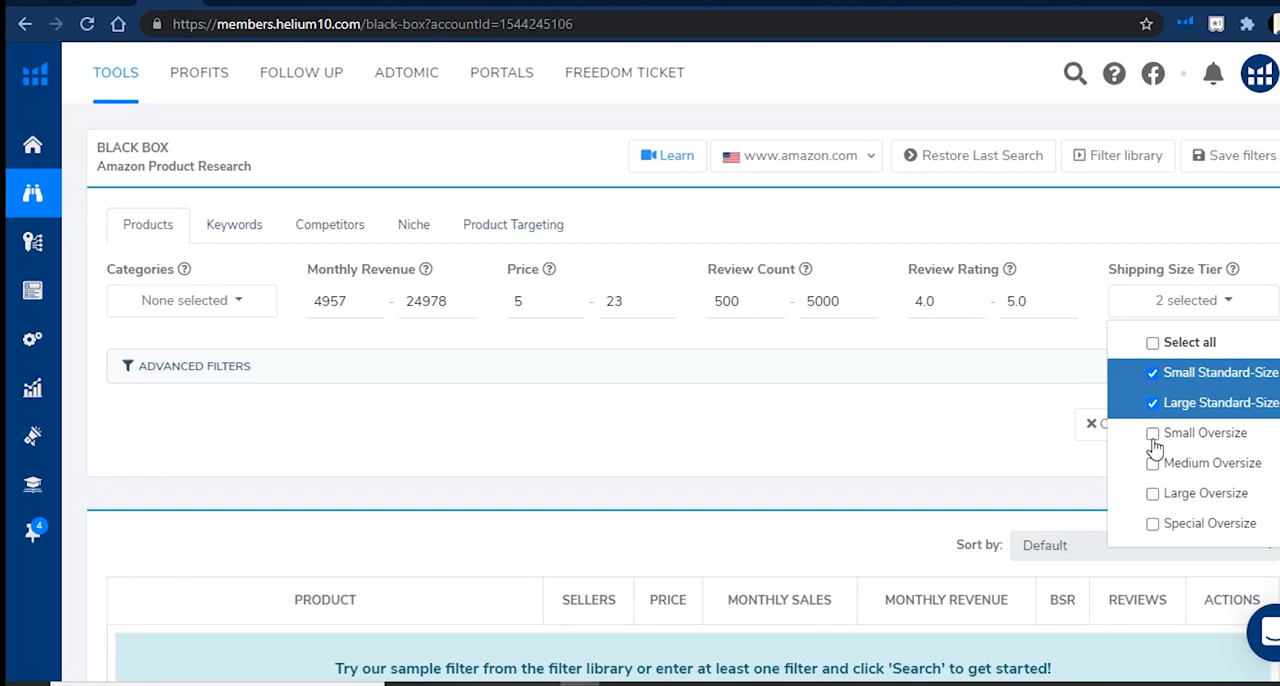 https://members.helium10.com/black-box?accountId=1544245106
TOOLS PROFITS FOLLOW UP ADTOMIC PORTALS FREEDOM TICKET
BLACK BOX
Amazon Product Research
Learn www.amazon.com Restore Last Search Filter library Save filters
Products Keywords Competitors Niche Product Targeting
Categories Monthly Revenue Price Review Count Review Rating Shipping Size Tier
None selected 4957 - 24978 5 - 23 500 - 5000 4.0 - 5.0 2 selected
Select all
ADVANCED FILTERS
Small Standard-Size
Large Standard-Size
Small Oversize
Medium Oversize
Large Oversize
Special Oversize
4
Sort by: Default
PRODUCT SELLERS PRICE MONTHLY SALES MONTHLY REVENUE BSR REVIEWS ACTIONS
Try our sample filter from the filter library or enter at least one filter and click 'Search' to get started!